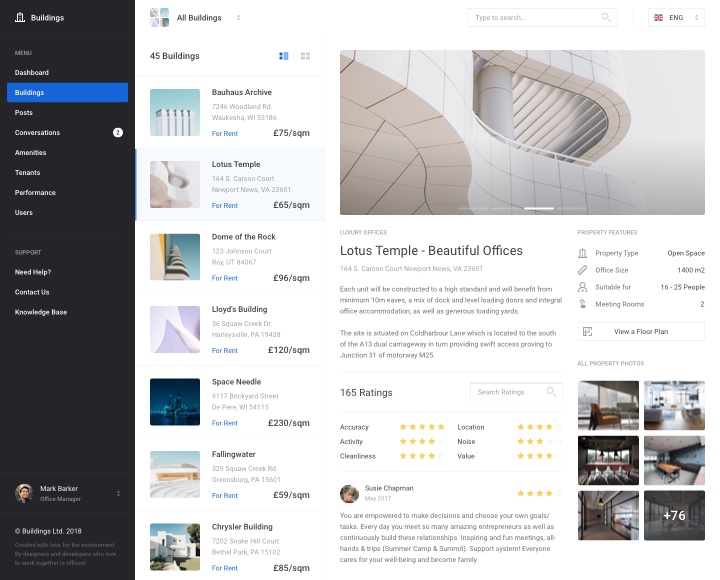 Buildings
All Buildings
Type to search...
ENG
MENU
Dashboard
Buildings
Posts
Conversations 2
Amenities
Tenants
Performance
Users
SUPPORT
Need Help?
Contact Us
Knowledge Base
Mark Barker
Office Manager
© Buildings Ltd. 2018
Created with love for the environment.
By designers and developers who love
to work together in offices!
45 Buildings
Bauhaus Archive
7246 Woodland Rd.
Waukesha, WI 53186
For Rent £75/sqm
Lotus Temple
164 S. Carson Court
Newport News, VA 23601
For Rent £65/sqm
Dome of the Rock
123 Johnson Court
Roy, UT 84067
For Rent £96/sqm
Lloyd's Building
36 Squaw Creek Dr.
Harleysville, PA 19438
For Rent £120/sqm
Space Needle
9117 Brickyard Street
De Pere, WI 54115
For Rent £230/sqm
Fallingwater
329 Squaw Creek Rd.
Greensburg, PA 15601
For Rent £59/sqm
Chrysler Building
7202 Snake Hill Court
Bethel Park, PA 15102
For Rent £85/sqm
LUXURY OFFICES
Lotus Temple - Beautiful Offices
164 S. Carson Court Newport News, VA 23601
Each unit will be constructed to a high standard and will benefit from
minimum 10m eaves, a mix of dock and level loading doors and integral
office accommodation, as well as generous loading yards.
The site is situated on Coldharbour Lane which is located to the south
of the A13 dual carriageway in turn providing swift access proving to
Junction 31 of motorway M25.
165 Ratings
Search Ratings
Accuracy Location
Activity Noise
Cleanliness Value
Susie Chapman
May 2017
You are empowered to make decisions and choose your own goals/
tasks. Every day you meet so many amazing entrepreneurs as well as
continuously build these relationships. Inspiring and fun meetings, all-
hands & trips (Summer Camp & Summit). Support system! Everyone
cares for your well-being and become family.
PROPERTY FEATURES
Property Type Open Space
Office Size 1400 m2
Suitable for 16 - 25 People
Meeting Rooms 2
View a Floor Plan
ALL PROPERTY PHOTOS
+76